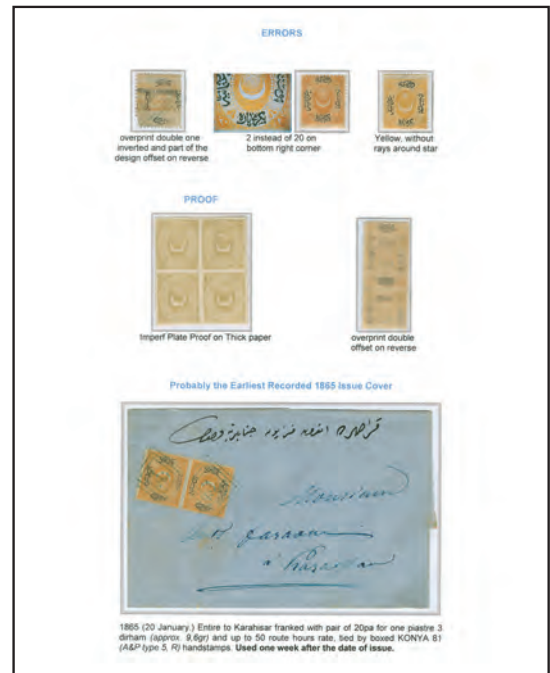 ERRORS
overprint double one
inverted and part of the
design offset on reverse
2 instead of 20 on
bottom right corner
Yellow, without
rays around star
PROOF
Imperf Plate Proof on Thick paper
overprint double
offset on reverse
Probably the Earliest Recorded 1865 Issue Cover
Monsieur
à
1865 (20 January.) Entire to Karahisar franked with pair of 20pa for one piastre 3
dirham (approx. 9,6gr) and up to 50 route hours rate, tied by boxed KONYA 81
(A&P type 5, R) handstamps. Used one week after the date of issue.